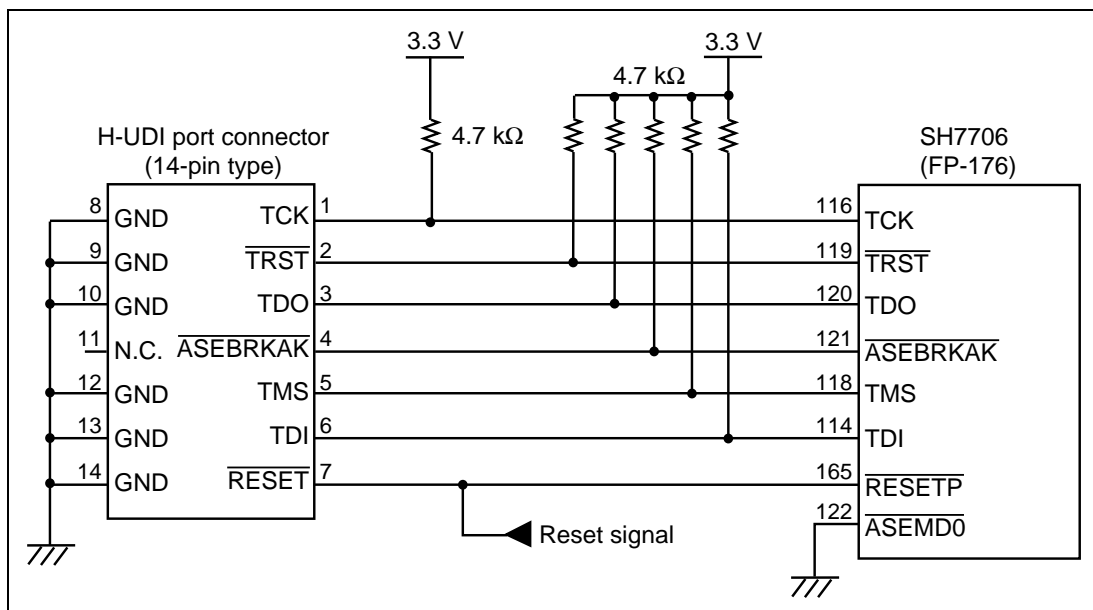 3.3 V
3.3 V
4.7 kΩ
4.7 kΩ
H-UDI port connector
(14-pin type)
SH7706
(FP-176)
8 GND TCK 1
116 TCK
9 GND TRST 2
119 TRST
10 GND TDO 3
120 TDO
11 N.C. ASEBRKAK 4
121 ASEBRKAK
12 GND TMS 5
118 TMS
13 GND TDI 6
114 TDI
14 GND RESET 7
165 RESETP
122 ASEMD0
Reset signal